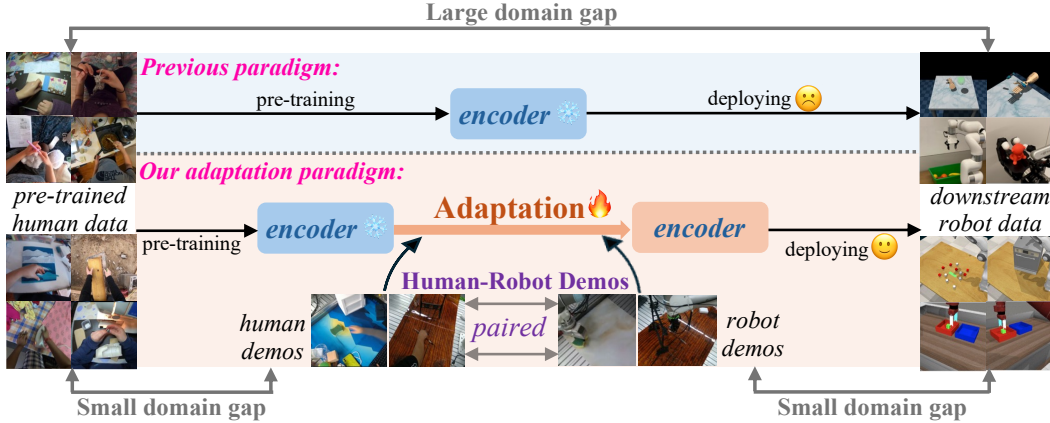 Large domain gap
Previous paradigm:
pre-training
encoder
deploying
Our adaptation paradigm:
pre-trained
human data
downstream
robot data
pre-training
encoder
Adaptation
encoder
deploying
Human-Robot Demos
human
demos
paired
robot
demos
Small domain gap
Small domain gap